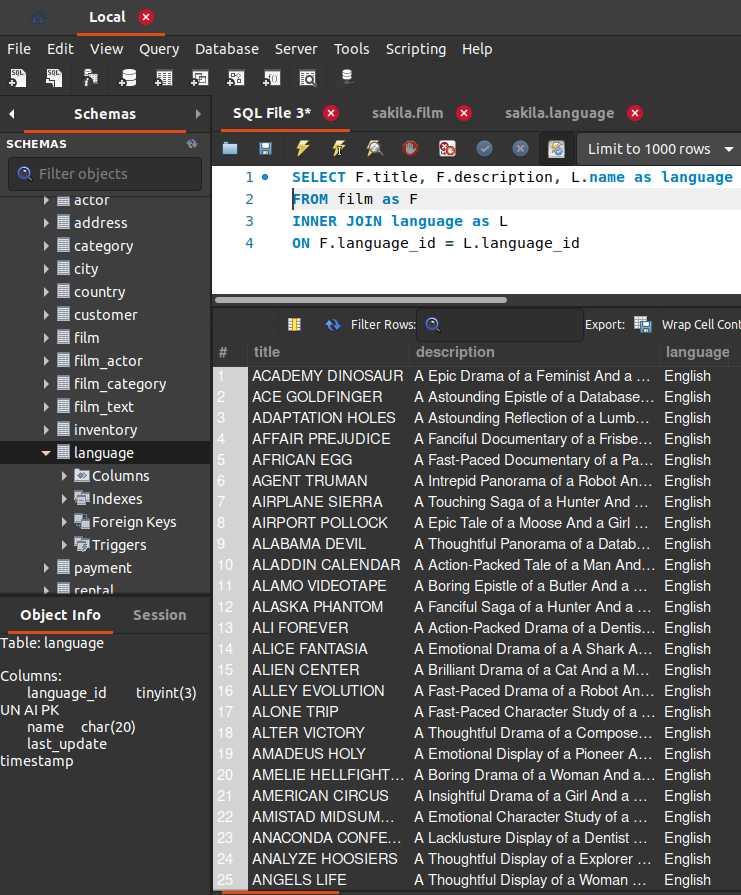 Local
File Edit View Query Database Server Tools Scripting Help
Schemas
SCHEMAS
Filter objects
actor
address
category
city
country
customer
film
film_actor
film_category
film_text
inventory
language
Columns
Indexes
Foreign Keys
Triggers
payment
rental
Object Info Session
Table: language
Columns:
language_id tinyint(3)
UN AI PK
name char(20)
last_update
timestamp
SQL File 3* sakila.film sakila.language
Limit to 1000 rows
1 SELECT F.title, F.description, L.name as language
2 FROM film as F
3 INNER JOIN language as L
4 ON F.language_id = L.language_id
Filter Rows: Export: Wrap Cell Cont
# title description language
1 ACADEMY DINOSAUR A Epic Drama of a Feminist And a ... English
2 ACE GOLDFINGER A Astounding Epistle of a Database... English
3 ADAPTATION HOLES A Astounding Reflection of a Lumb... English
4 AFFAIR PREJUDICE A Fanciful Documentary of a Frisbe... English
5 AFRICAN EGG A Fast-Paced Documentary of a Pa... English
6 AGENT TRUMAN A Intrepid Panorama of a Robot An... English
7 AIRPLANE SIERRA A Touching Saga of a Hunter And ... English
8 AIRPORT POLLOCK A Epic Tale of a Moose And a Girl ... English
9 ALABAMA DEVIL A Thoughtful Panorama of a Datab... English
10 ALADDIN CALENDAR A Action-Packed Tale of a Man And... English
11 ALAMO VIDEOTAPE A Boring Epistle of a Butler And a ... English
12 ALASKA PHANTOM A Fanciful Saga of a Hunter And a ... English
13 ALI FOREVER A Action-Packed Drama of a Dentis... English
14 ALICE FANTASIA A Emotional Drama of a A Shark A... English
15 ALIEN CENTER A Brilliant Drama of a Cat And a M... English
16 ALLEY EVOLUTION A Fast-Paced Drama of a Robot An... English
17 ALONE TRIP A Fast-Paced Character Study of a ... English
18 ALTER VICTORY A Thoughtful Drama of a Compose... English
19 AMADEUS HOLY A Emotional Display of a Pioneer A... English
20 AMELIE HELLFIGHT... A Boring Drama of a Woman And a... English
21 AMERICAN CIRCUS A Insightful Drama of a Girl And a ... English
22 AMISTAD MIDSUM... A Emotional Character Study of a ... English
23 ANACONDA CONFE... A Lacklusture Display of a Dentist ... English
24 ANALYZE HOOSIERS A Thoughtful Display of a Explorer ... English
25 ANGELS LIFE A Thoughtful Display of a Woman ... English